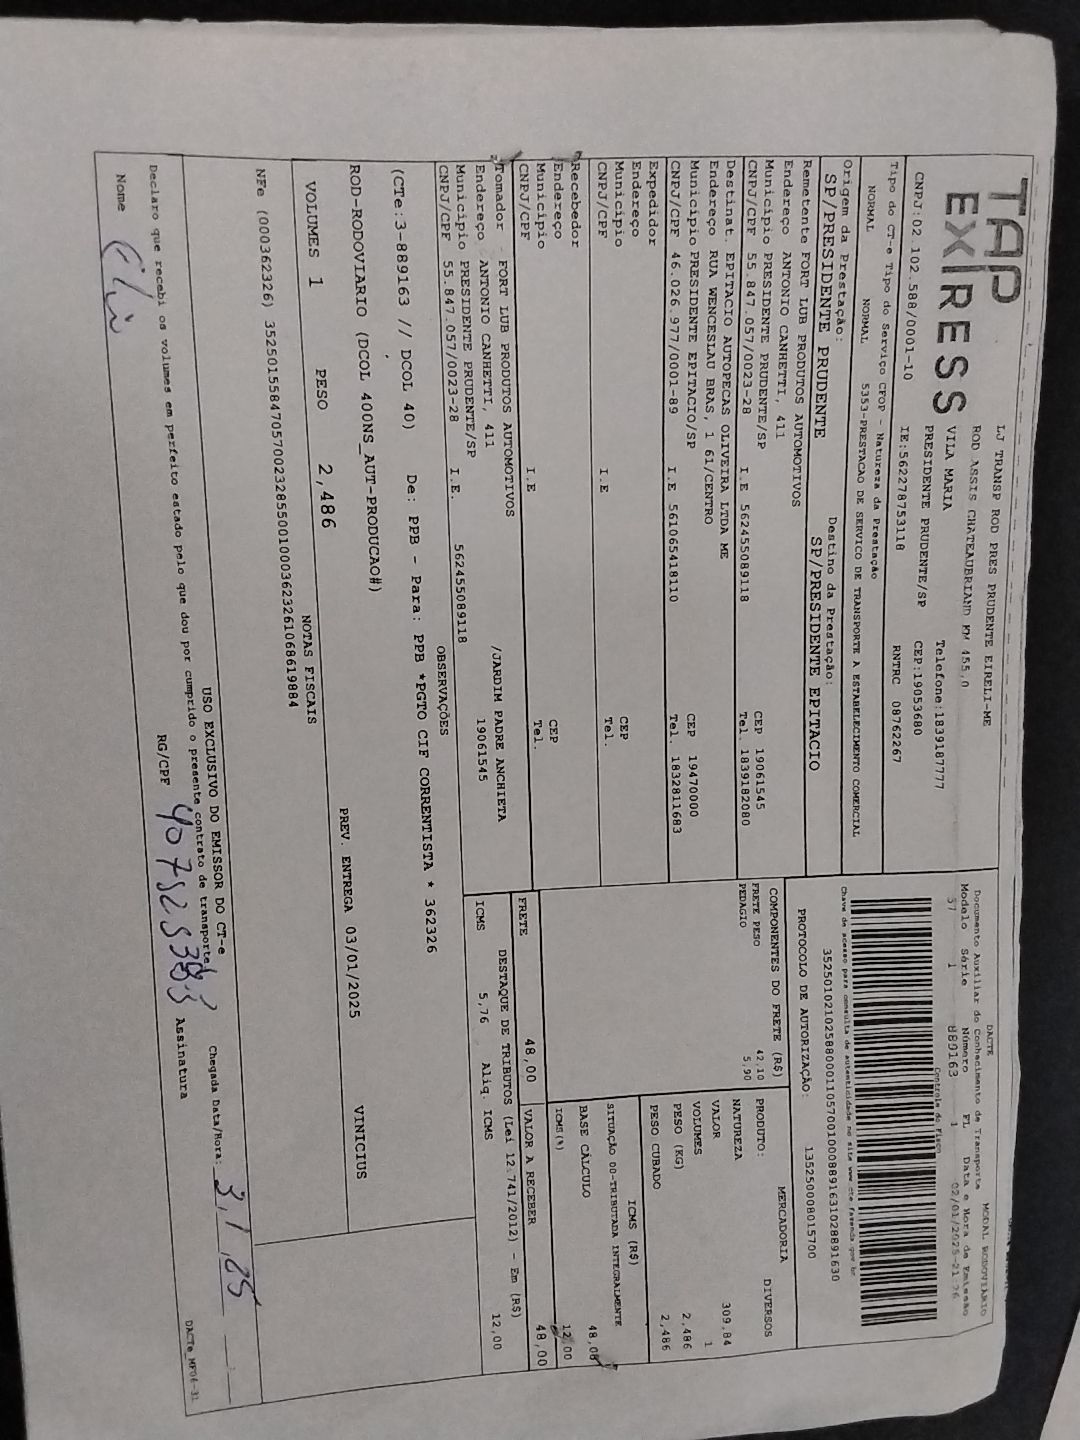 TAP
EX|RESS
LJ TRANSP ROD PRES PRUDENTE EIRELI-ME
ROD ASSIS CHATEAUBRIAND KM 455,0
VILA MARIA Telefone:1839187777
PRESIDENTE PRUDENTE/SP CEP:19053680
CNPJ:02.102.588/0001-10 IE:562278753118 RNTRC 08762267
Tipo do CT-e Tipo do Serviço CFOP - Natureza da Prestação
NORMAL NORMAL 5353-PRESTACAO DE SERVICO DE TRANSPORTE A ESTABELECIMENTO COMERCIAL
Origem da Prestação: Destino da Prestação:
SP/PRESIDENTE PRUDENTE SP/PRESIDENTE EPITACIO
Remetente FORT LUB PRODUTOS AUTOMOTIVOS
Endereço ANTONIO CANHETTI, 411
Município PRESIDENTE PRUDENTE/SP CEP 19061545
CNPJ/CPF 55.847.057/0023-28 I.E 562455089118 Tel 1839182080
Destinat. EPITACIO AUTOPECAS OLIVEIRA LTDA ME
Endereço RUA WENCESLAU BRAS, 1 61/CENTRO
Município PRESIDENTE EPITACIO/SP CEP 19470000
CNPJ/CPF 46.026.977/0001-89 I.E 561065418110 Tel. 1832811683
Expedidor
Endereço
Município CEP
CNPJ/CPF I.E Tel.
Recebedor
Endereço
Município CEP
CNPJ/CPF I.E Tel.
Tomador FORT LUB PRODUTOS AUTOMOTIVOS
Endereço ANTONIO CANHETTI, 411 /JARDIM PADRE ANCHIETA
Município PRESIDENTE PRUDENTE/SP 19061545
CNPJ/CPF 55.847.057/0023-28 I.E. 562455089118
DACTE MODAL RODOVIARIO
Documento Auxiliar do Conhecimento de Transporte
Modelo Série Número FL Data e Hora de Emissão
57 1 889163 1 02/01/2025-21:26
Controle do Fisco
Chave de acesso para consulta de autenticidade no site www.cte.fazenda.gov.br
35250102102588000110570010008891631028891630
PROTOCOLO DE AUTORIZAÇÃO: 135250008015700
COMPONENTES DO FRETE (R$)
FRETE PESO 42,10
PEDAGIO 5,90
MERCADORIA
PRODUTO: DIVERSOS
NATUREZA
VALOR 309,84
VOLUMES 1
PESO (KG) 2,486
PESO CUBADO 2,486
ICMS (R$)
SITUAÇÃO 00-TRIBUTADA INTEGRALMENTE
BASE CÁLCULO 48,00
ICMS(%) 12,00
FRETE 48,00 VALOR A RECEBER 48,00
DESTAQUE DE TRIBUTOS (Lei 12.741/2012) - Em (R$)
ICMS 5,76 Aliq. ICMS 12,00
OBSERVAÇÕES
(CTe:3-889163 // DCOL 40) De: PPB - Para: PPB *PGTO CIF CORRENTISTA * 362326
ROD-RODOVIARIO (DCOL 400NS_AUT-PRODUCAO#)
PREV. ENTREGA 03/01/2025 VINICIUS
VOLUMES 1 PESO 2,486 NOTAS FISCAIS
NFe (000362326) 35250155847057002328550010003623261068619884
USO EXCLUSIVO DO EMISSOR DO CT-e
Declaro que recebi os volumes em perfeito estado pelo que dou por cumprido o presente contrato de transporte. Chegada Data/Hora: 3,1,25
Nome RG/CPF Assinatura
DACTe_MF04-31